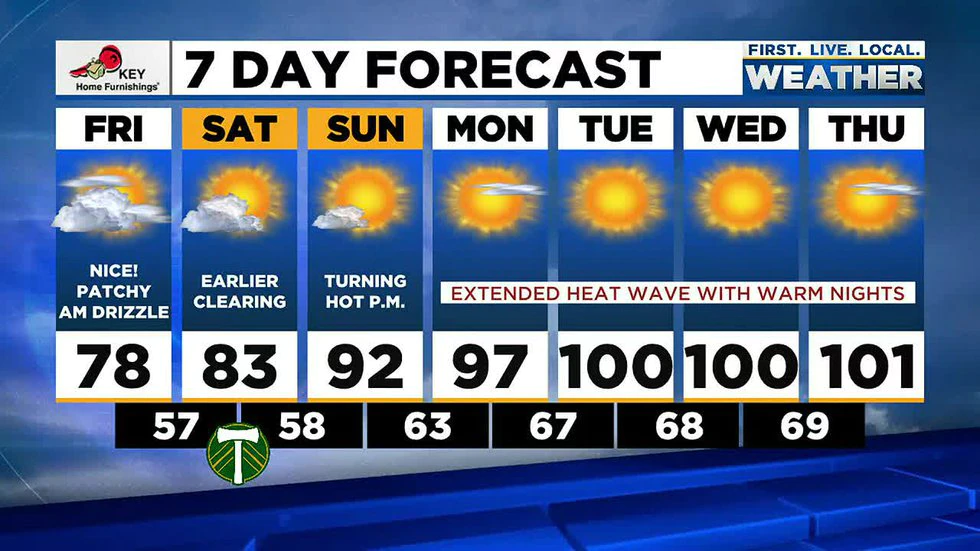 KEY
Home Furnishings®
7 DAY FORECAST
FIRST. LIVE. LOCAL.
WEATHER
FRI
SAT
SUN
MON
TUE
WED
THU
NICE!
PATCHY
AM DRIZZLE
EARLIER
CLEARING
TURNING
HOT P.M.
EXTENDED HEAT WAVE WITH WARM NIGHTS
78
83
92
97
100
100
101
57
58
63
67
68
69